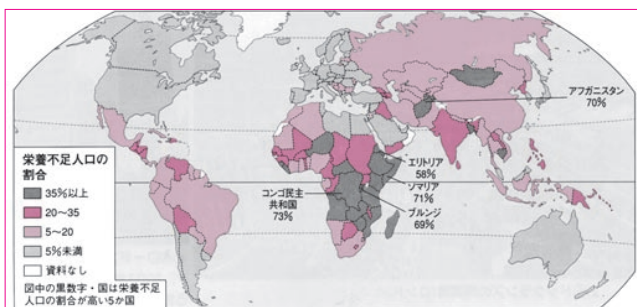 アフガニスタン
70%
エリトリア
58%
ソマリア
71%
ブルンジ
69%
コンゴ民主
共和国
73%
栄養不足人口の
割合
35%以上
20〜35
5〜20
5%未満
資料なし
図中の黒数字・国は栄養不足
人口の割合が高い5か国